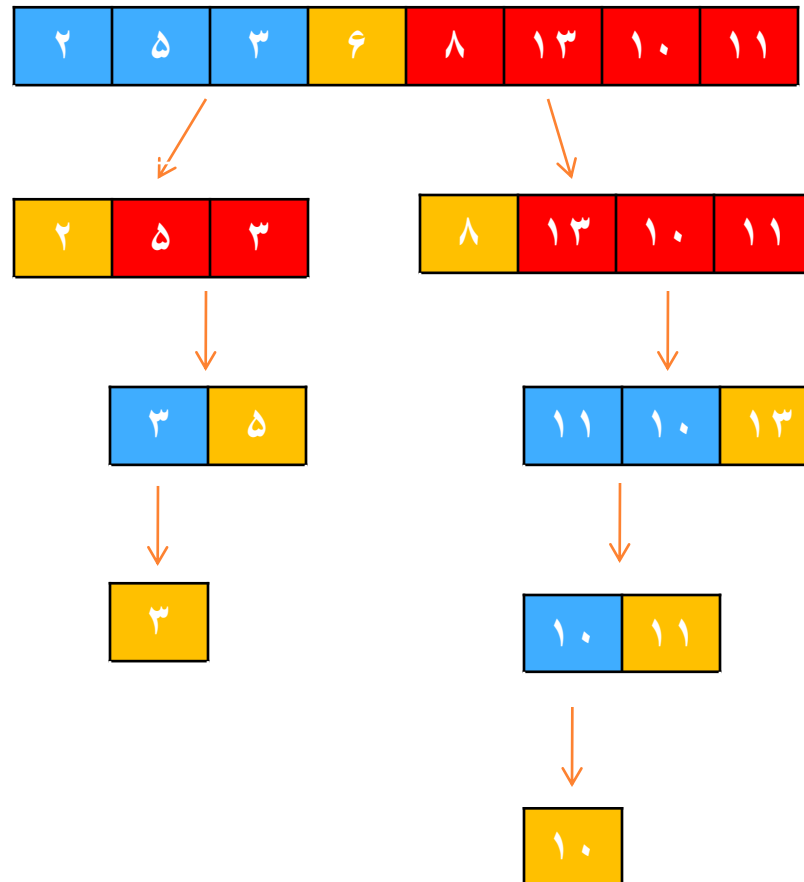 ۲ ۵ ۳ ۶ ۸ ۱۳ ۱۰ ۱۱
۲ ۵ ۳
۸ ۱۳ ۱۰ ۱۱
۳ ۵
۱۱ ۱۰ ۱۳
۳
۱۰ ۱۱
۱۰